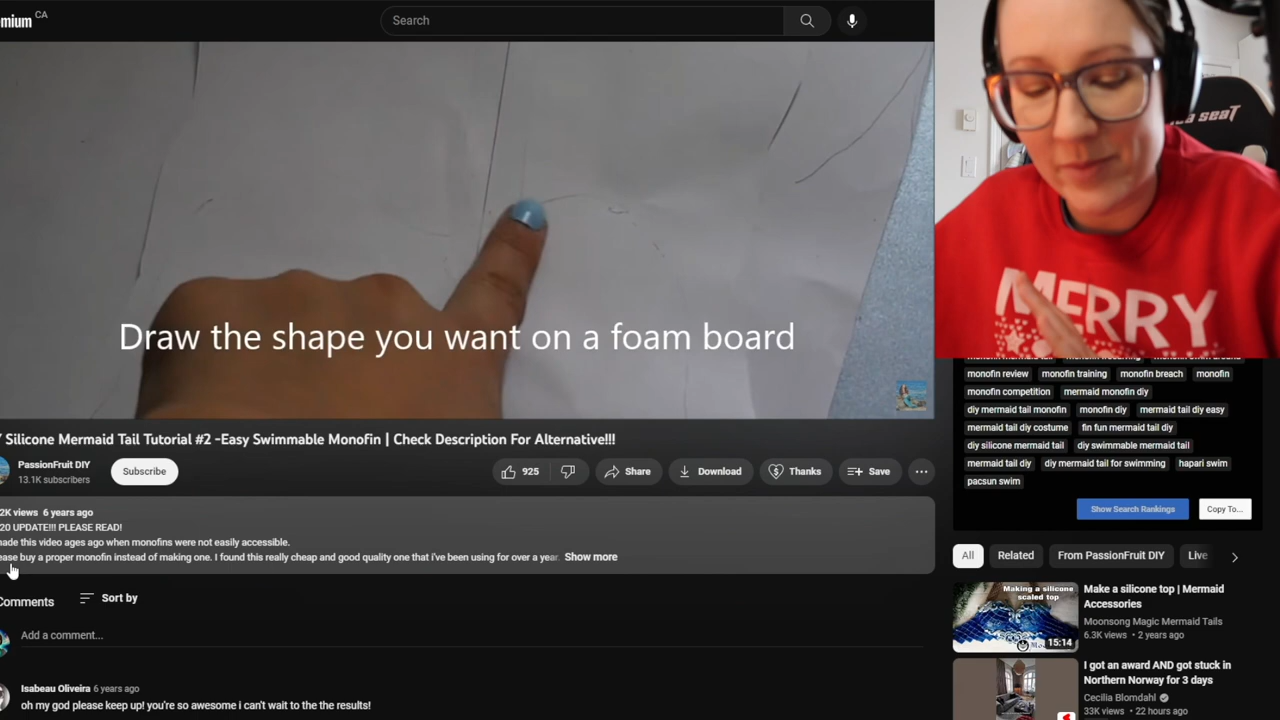 mium CA
Search
Draw the shape you want on a foam board
a seat
MERRY
Silicone Mermaid Tail Tutorial #2 -Easy Swimmable Monofin | Check Description For Alternative!!!
PassionFruit DIY
13.1K subscribers
Subscribe
925
Share
Download
Thanks
Save
2K views 6 years ago
20 UPDATE!!! PLEASE READ!
made this video ages ago when monofins were not easily accessible.
ease buy a proper monofin instead of making one. I found this really cheap and good quality one that i've been using for over a year. Show more
Comments
Sort by
Add a comment...
Isabeau Oliveira 6 years ago
oh my god please keep up! you're so awesome i can't wait to the the results!
monofin review monofin training monofin breach monofin
monofin competition mermaid monofin diy
diy mermaid tail monofin monofin diy mermaid tail diy easy
mermaid tail diy costume fin fun mermaid tail diy
diy silicone mermaid tail diy swimmable mermaid tail
mermaid tail diy diy mermaid tail for swimming hapari swim
pacsun swim
Show Search Rankings
Copy To...
All Related From PassionFruit DIY Live
Making a silicone
scaled top
15:14
Make a silicone top | Mermaid
Accessories
Moonsong Magic Mermaid Tails
6.3K views • 2 years ago
I got an award AND got stuck in
Northern Norway for 3 days
Cecilia Blomdahl
33K views • 22 hours ago